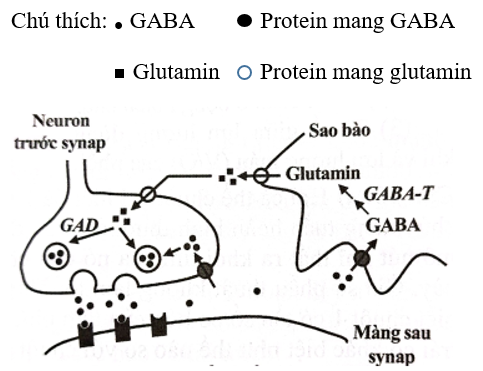 Chú thích: GABA Protein mang GABA
Glutamin Protein mang glutamin
Neuron
trước synap
Sao bào
Glutamin
GABA-T
GABA
GAD
Màng sau
synap